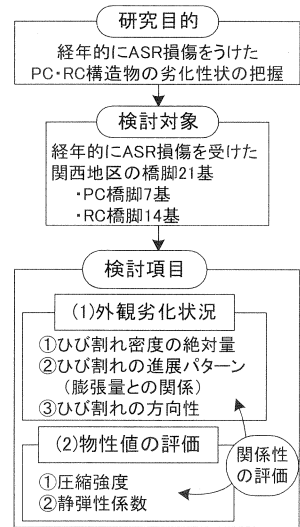 研究目的
経年的にASR損傷をうけた
PC・RC構造物の劣化性状の把握
検討対象
経年的にASR損傷を受けた
関西地区の橋脚21基
・PC橋脚7基
・RC橋脚14基
検討項目
(1)外観劣化状況
①ひび割れ密度の絶対量
②ひび割れの進展パターン
（膨張量との関係）
③ひび割れの方向性
(2)物性値の評価
①圧縮強度
②静弾性係数
関係性
の評価